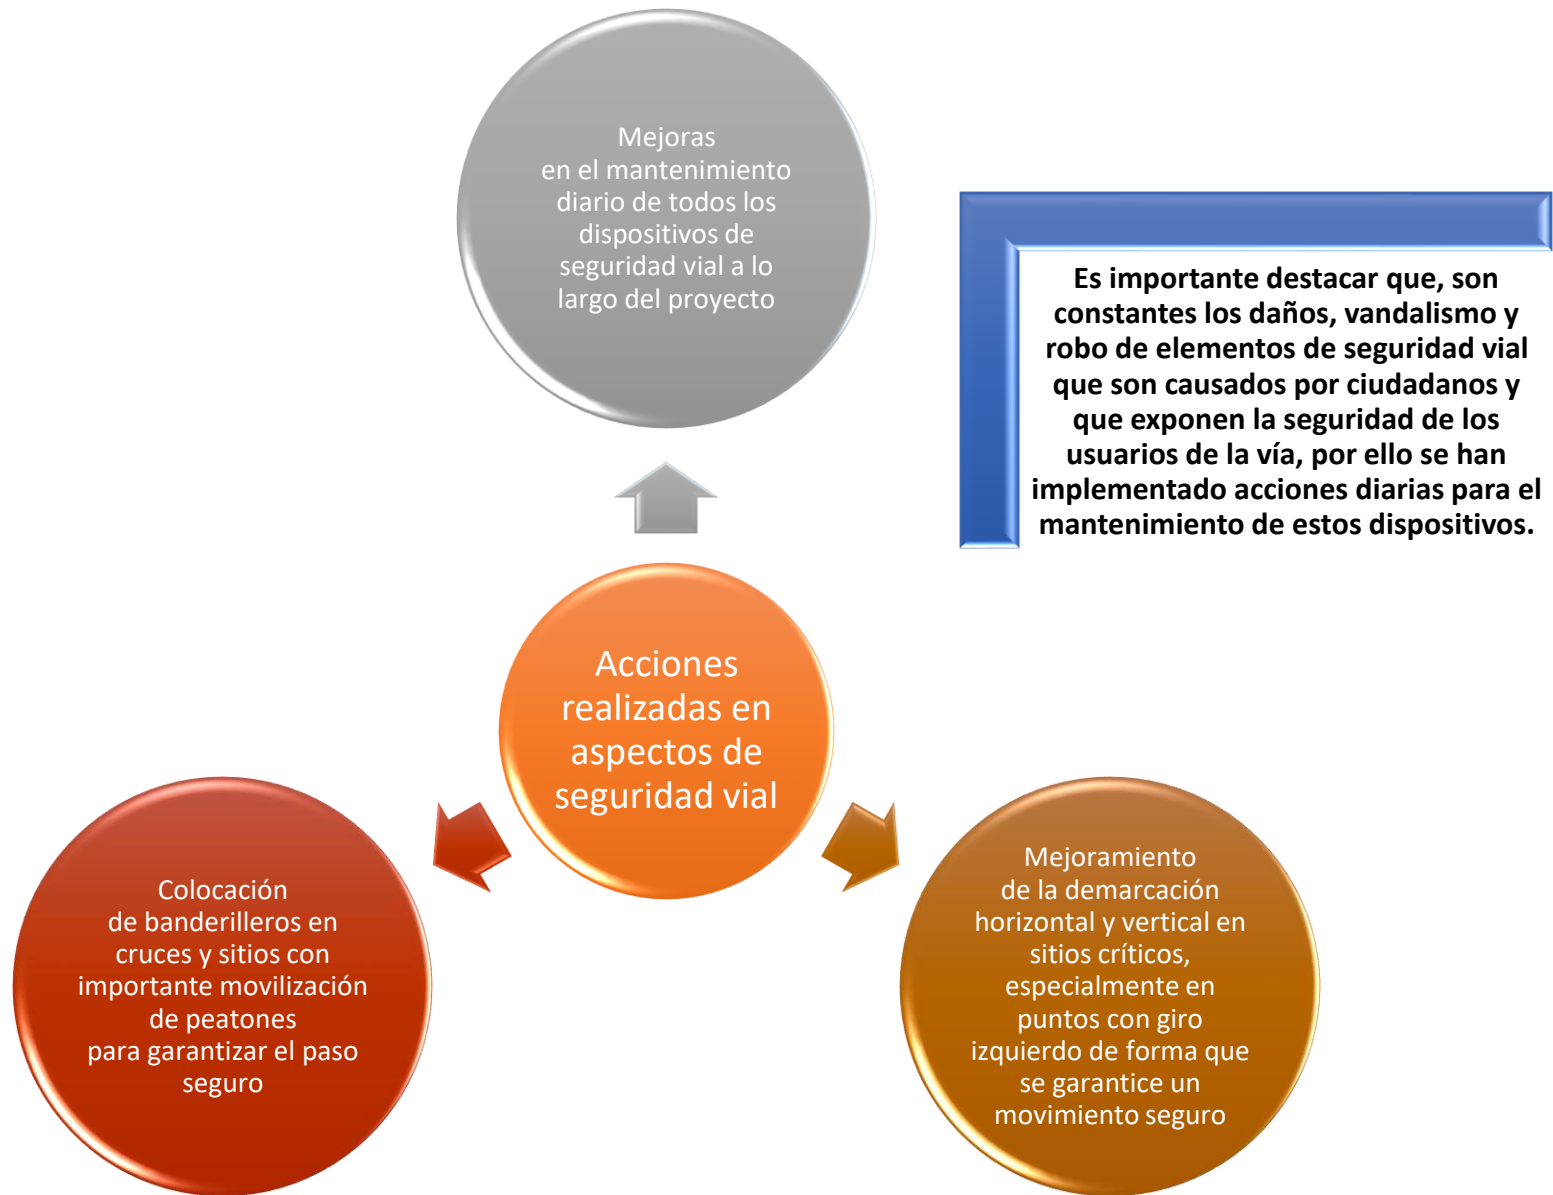 Mejoras
en el mantenimiento
diario de todos los
dispositivos de
seguridad vial a lo
largo del proyecto
Es importante destacar que, son
constantes los daños, vandalismo y
robo de elementos de seguridad vial
que son causados por ciudadanos y
que exponen la seguridad de los
usuarios de la vía, por ello se han
implementado acciones diarias para el
mantenimiento de estos dispositivos.
Acciones
realizadas en
aspectos de
seguridad vial
Colocación
de banderilleros en
cruces y sitios con
importante movilización
de peatones
para garantizar el paso
seguro
Mejoramiento
de la demarcación
horizontal y vertical en
sitios críticos,
especialmente en
puntos con giro
izquierdo de forma que
se garantice un
movimiento seguro